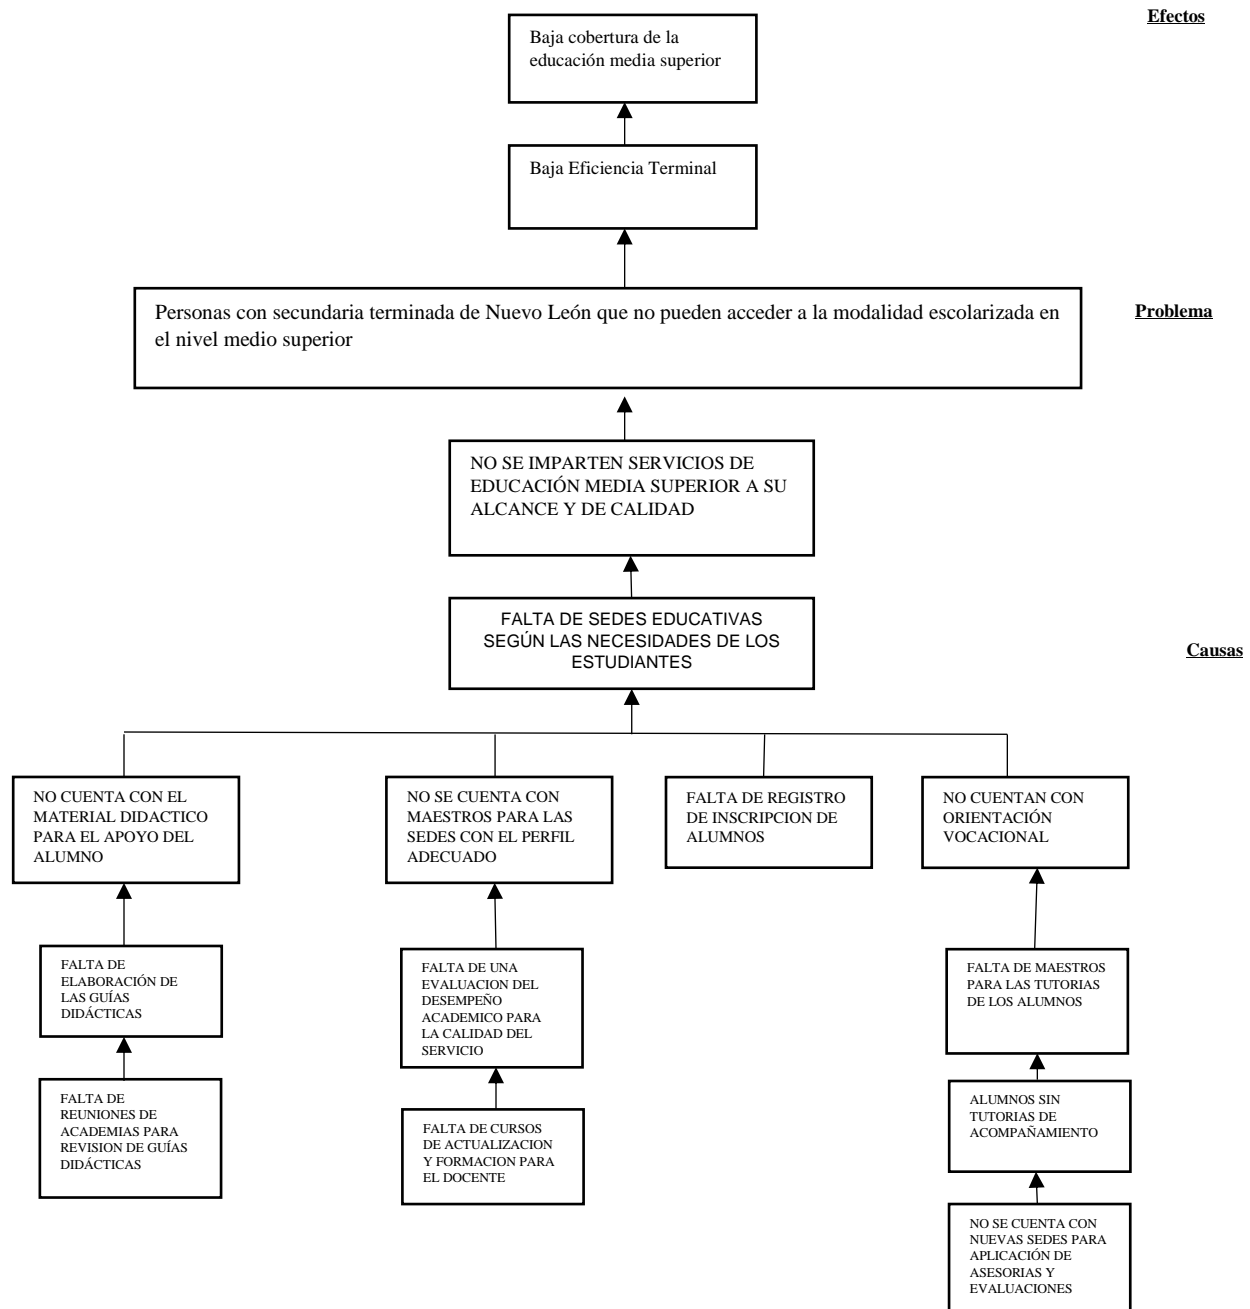 Efectos
Baja cobertura de la
educación media superior
Baja Eficiencia Terminal
Personas con secundaria terminada de Nuevo León que no pueden acceder a la modalidad escolarizada en
el nivel medio superior
Problema
NO SE IMPARTEN SERVICIOS DE
EDUCACIÓN MEDIA SUPERIOR A SU
ALCANCE Y DE CALIDAD
FALTA DE SEDES EDUCATIVAS
SEGÚN LAS NECESIDADES DE LOS
ESTUDIANTES
Causas
NO CUENTA CON EL
MATERIAL DIDACTICO
PARA EL APOYO DEL
ALUMNO
NO SE CUENTA CON
MAESTROS PARA LAS
SEDES CON EL PERFIL
ADECUADO
FALTA DE REGISTRO
DE INSCRIPCION DE
ALUMNOS
NO CUENTAN CON
ORIENTACIÓN
VOCACIONAL
FALTA DE
ELABORACIÓN DE
LAS GUÍAS
DIDÁCTICAS
FALTA DE UNA
EVALUACION DEL
DESEMPEÑO
ACADEMICO PARA
LA CALIDAD DEL
SERVICIO
FALTA DE MAESTROS
PARA LAS TUTORIAS
DE LOS ALUMNOS
FALTA DE
REUNIONES DE
ACADEMIAS PARA
REVISION DE GUÍAS
DIDÁCTICAS
FALTA DE CURSOS
DE ACTUALIZACION
Y FORMACION PARA
EL DOCENTE
ALUMNOS SIN
TUTORIAS DE
ACOMPAÑAMIENTO
NO SE CUENTA CON
NUEVAS SEDES PARA
APLICACIÓN DE
ASESORIAS Y
EVALUACIONES